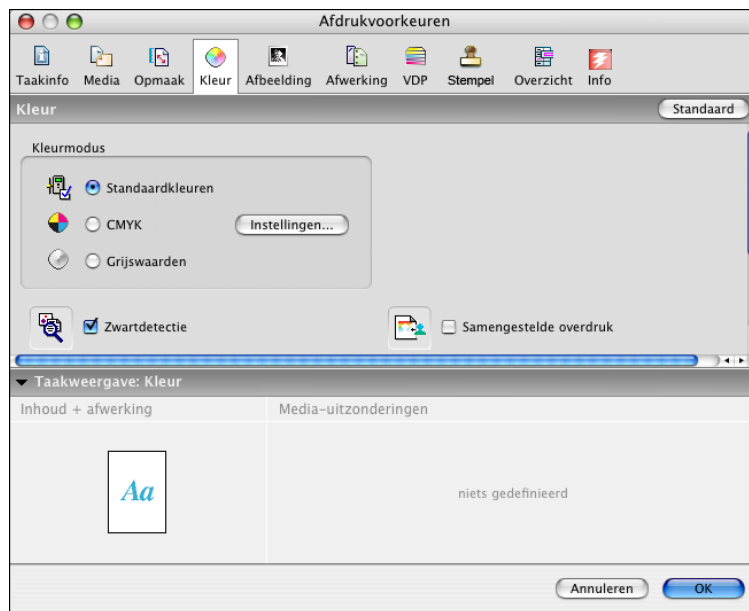 Afdrukvoorkeuren
Taakinfo Media Opmaak Kleur Afbeelding Afwerking VDP Stempel Overzicht Info
Kleur Standaard
Kleurmodus
Standaardkleuren
CMYK Instellingen...
Grijswaarden
Zwartdetectie Samengestelde overdruk
Taakweergave: Kleur
Inhoud + afwerking Media-uitzonderingen
Aa niets gedefinieerd
Annuleren OK